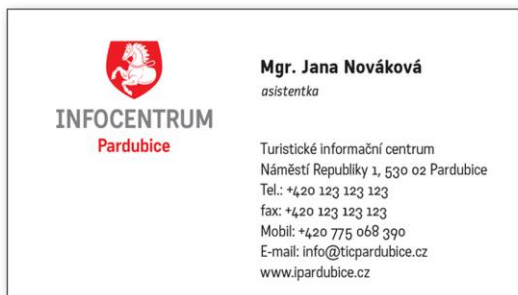 INFOCENTRUM
Pardubice
Mgr. Jana Nováková
asistentka
Turistické informační centrum
Náměstí Republiky 1, 530 02 Pardubice
Tel.: +420 123 123 123
fax: +420 123 123 123
Mobil: +420 775 068 390
E-mail: info@ticpardubice.cz
www.ipardubice.cz